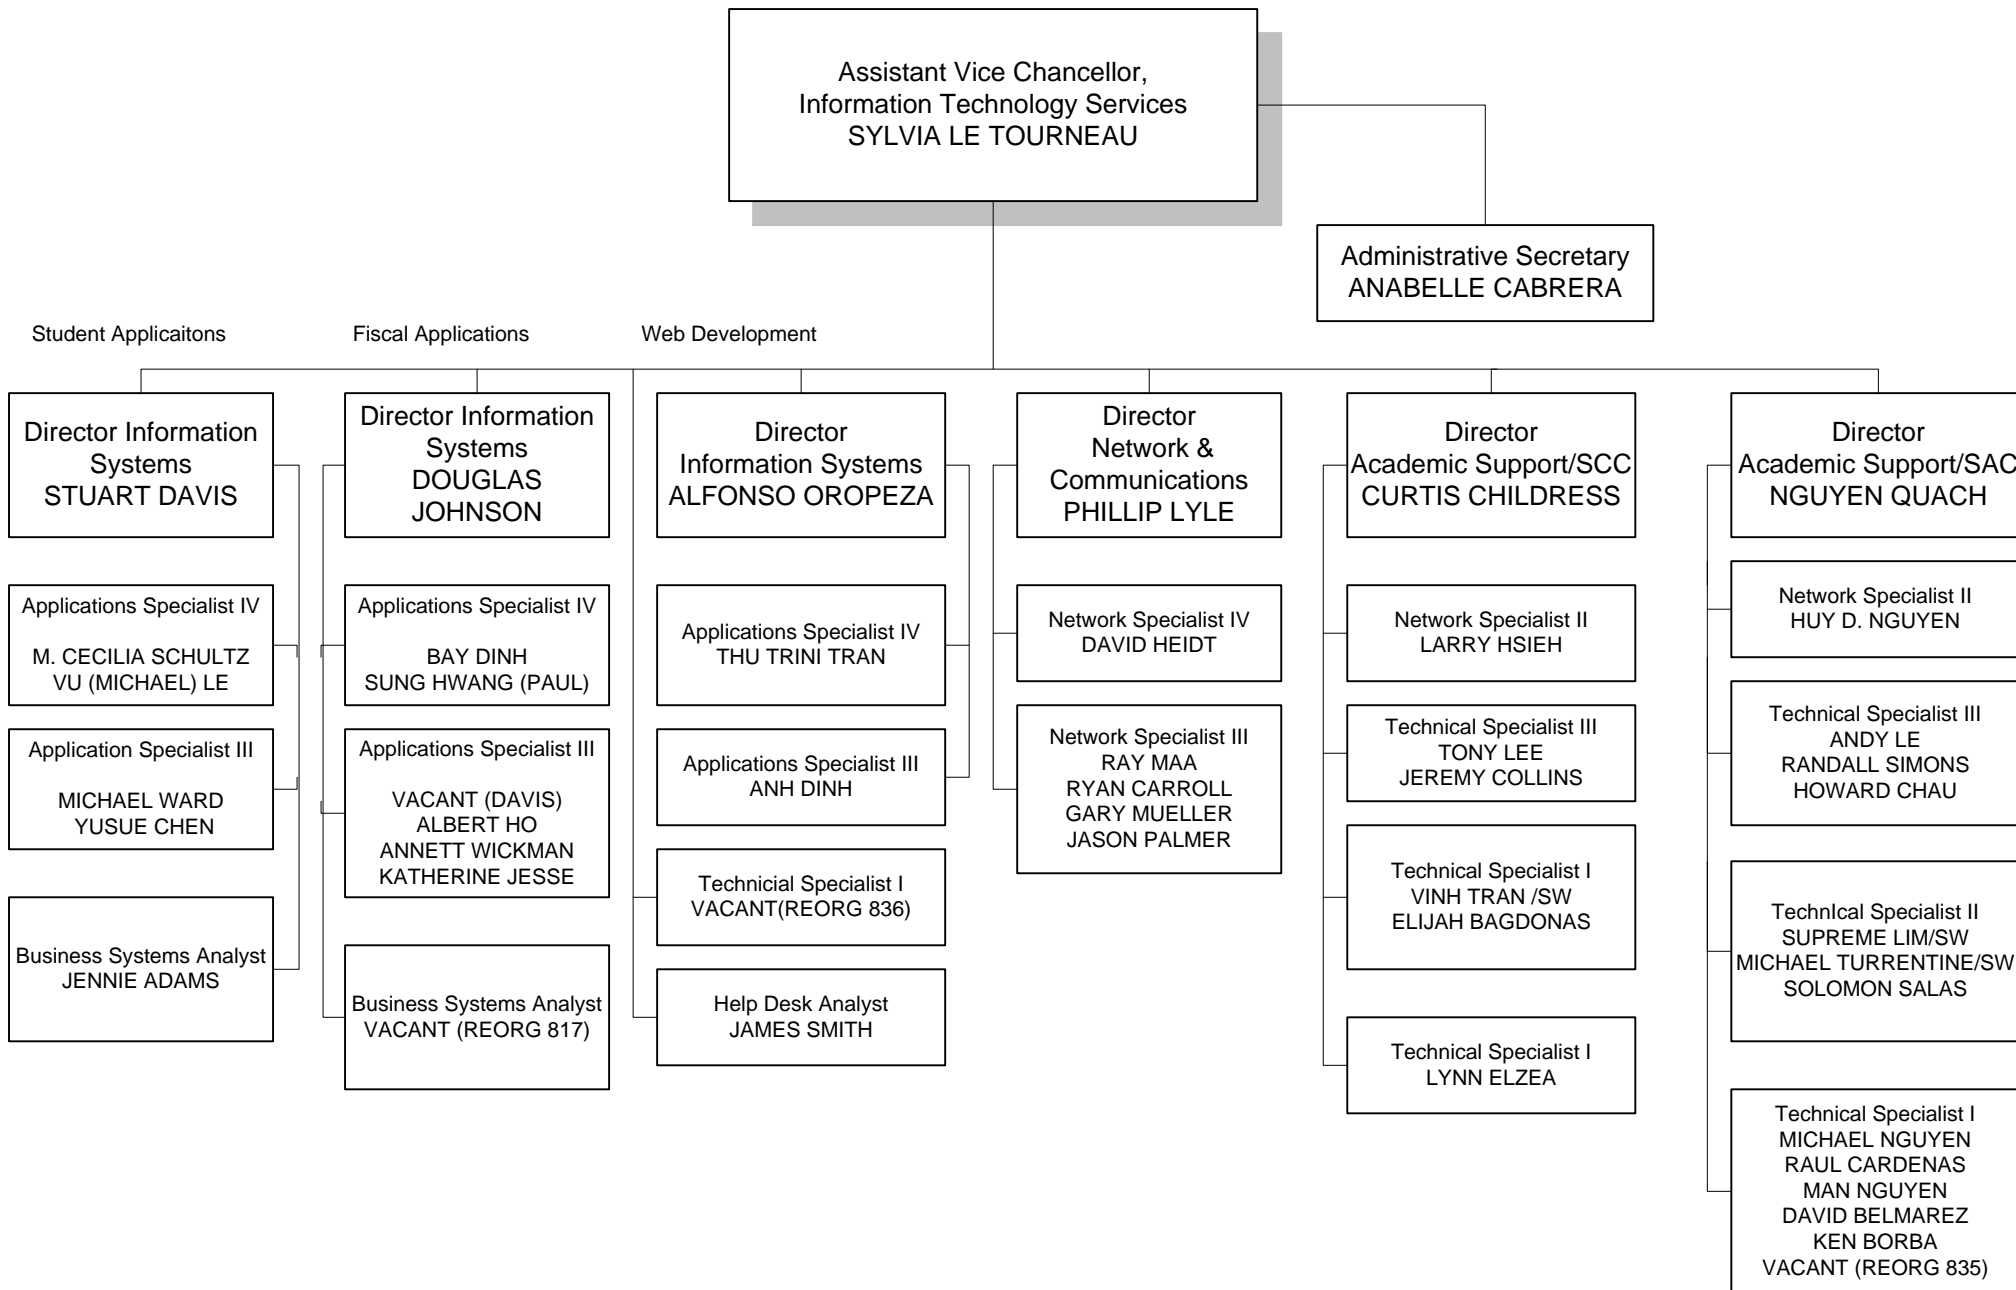 Assistant Vice Chancellor,
Information Technology Services
SYLVIA LE TOURNEAU
Administrative Secretary
ANABELLE CABRERA
Student Applicaitons
Fiscal Applications
Web Development
Director Information
Systems
STUART DAVIS
Director Information
Systems
DOUGLAS
JOHNSON
Director
Information Systems
ALFONSO OROPEZA
Director
Network &
Communications
PHILLIP LYLE
Director
Academic Support/SCC
CURTIS CHILDRESS
Director
Academic Support/SAC
NGUYEN QUACH
Applications Specialist IV
M. CECILIA SCHULTZ
VU (MICHAEL) LE
Application Specialist III
MICHAEL WARD
YUSUE CHEN
Business Systems Analyst
JENNIE ADAMS
Applications Specialist IV
BAY DINH
SUNG HWANG (PAUL)
Applications Specialist III
VACANT (DAVIS)
ALBERT HO
ANNETT WICKMAN
KATHERINE JESSE
Business Systems Analyst
VACANT (REORG 817)
Applications Specialist IV
THU TRINI TRAN
Applications Specialist III
ANH DINH
Technicial Specialist I
VACANT(REORG 836)
Help Desk Analyst
JAMES SMITH
Network Specialist IV
DAVID HEIDT
Network Specialist III
RAY MAA
RYAN CARROLL
GARY MUELLER
JASON PALMER
Network Specialist II
LARRY HSIEH
Technical Specialist III
TONY LEE
JEREMY COLLINS
Technical Specialist I
VINH TRAN /SW
ELIJAH BAGDONAS
Technical Specialist I
LYNN ELZEA
Network Specialist II
HUY D. NGUYEN
Technical Specialist III
ANDY LE
RANDALL SIMONS
HOWARD CHAU
TechnIcal Specialist II
SUPREME LIM/SW
MICHAEL TURRENTINE/SW
SOLOMON SALAS
Technical Specialist I
MICHAEL NGUYEN
RAUL CARDENAS
MAN NGUYEN
DAVID BELMAREZ
KEN BORBA
VACANT (REORG 835)